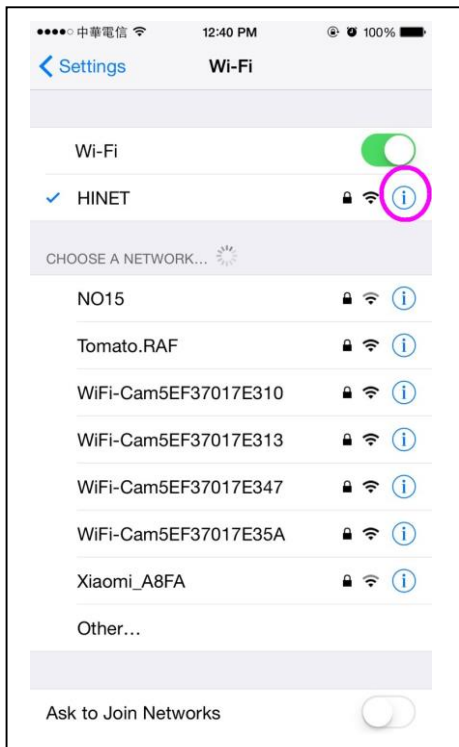 中華電信 12:40 PM 100%
Settings Wi-Fi
Wi-Fi
HINET
CHOOSE A NETWORK...
NO15
Tomato.RAF
WiFi-Cam5EF37017E310
WiFi-Cam5EF37017E313
WiFi-Cam5EF37017E347
WiFi-Cam5EF37017E35A
Xiaomi_A8FA
Other...
Ask to Join Networks